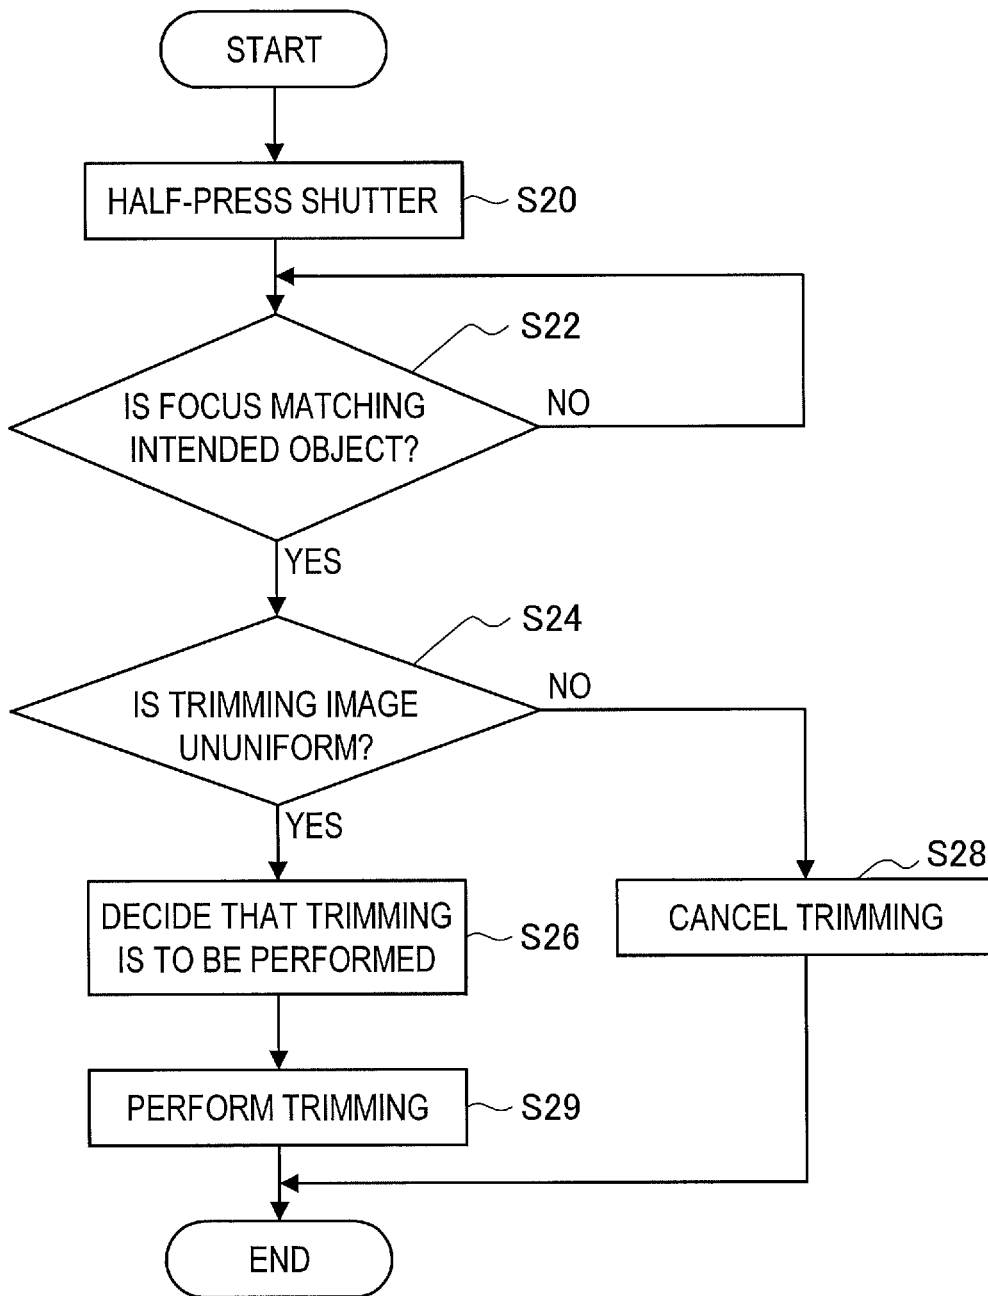 START
HALF-PRESS SHUTTER
S20
S22
IS FOCUS MATCHING
INTENDED OBJECT?
NO
YES
S24
IS TRIMMING IMAGE
UNUNIFORM?
NO
YES
S28
DECIDE THAT TRIMMING
IS TO BE PERFORMED
S26
CANCEL TRIMMING
PERFORM TRIMMING
S29
END